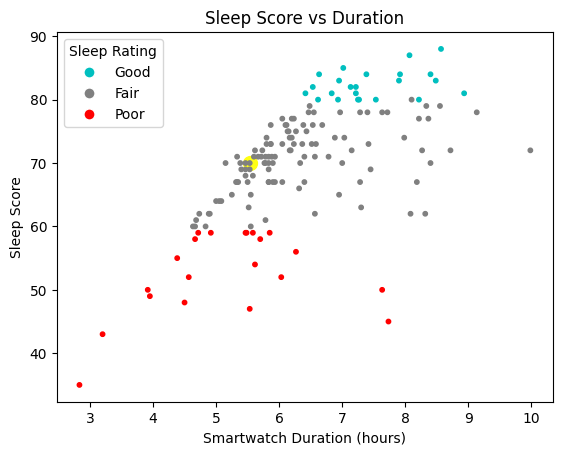 Sleep Score vs Duration
Sleep Rating
Good
Fair
Poor
90
80
70
60
50
40
Sleep Score
3 4 5 6 7 8 9 10
Smartwatch Duration (hours)